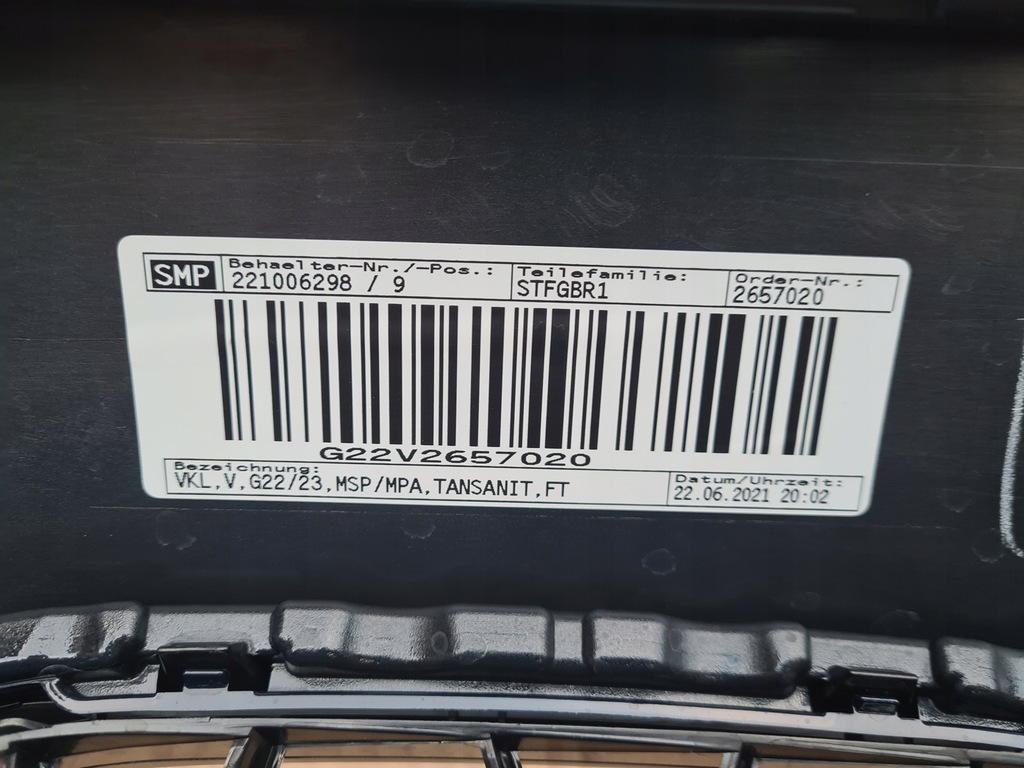 SMP
Behaelter-Nr./-Pos.: Teilefamilie: Order-Nr.:
221006298 / 9 STFGBR1 2657020
G22V2657020
Bezeichnung: Datum/Uhrzeit:
VKL,V,G22/23,MSP/MPA,TANSANIT,FT 22.06.2021 20:02